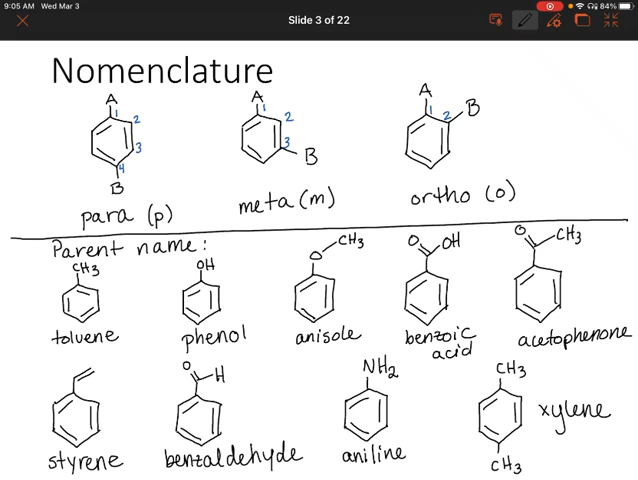 9:05 AM Wed Mar 3 84%
Slide 3 of 22
Nomenclature
A 1 2 3 4 B
A 1 2 3 B
A 1 2 B
para (p) meta (m) ortho (o)
Parent name:
CH3 OH O CH3 O OH O CH3
toluene phenol anisole benzoic acid acetophenone
O H NH2 CH3 CH3
styrene benzaldehyde aniline xylene